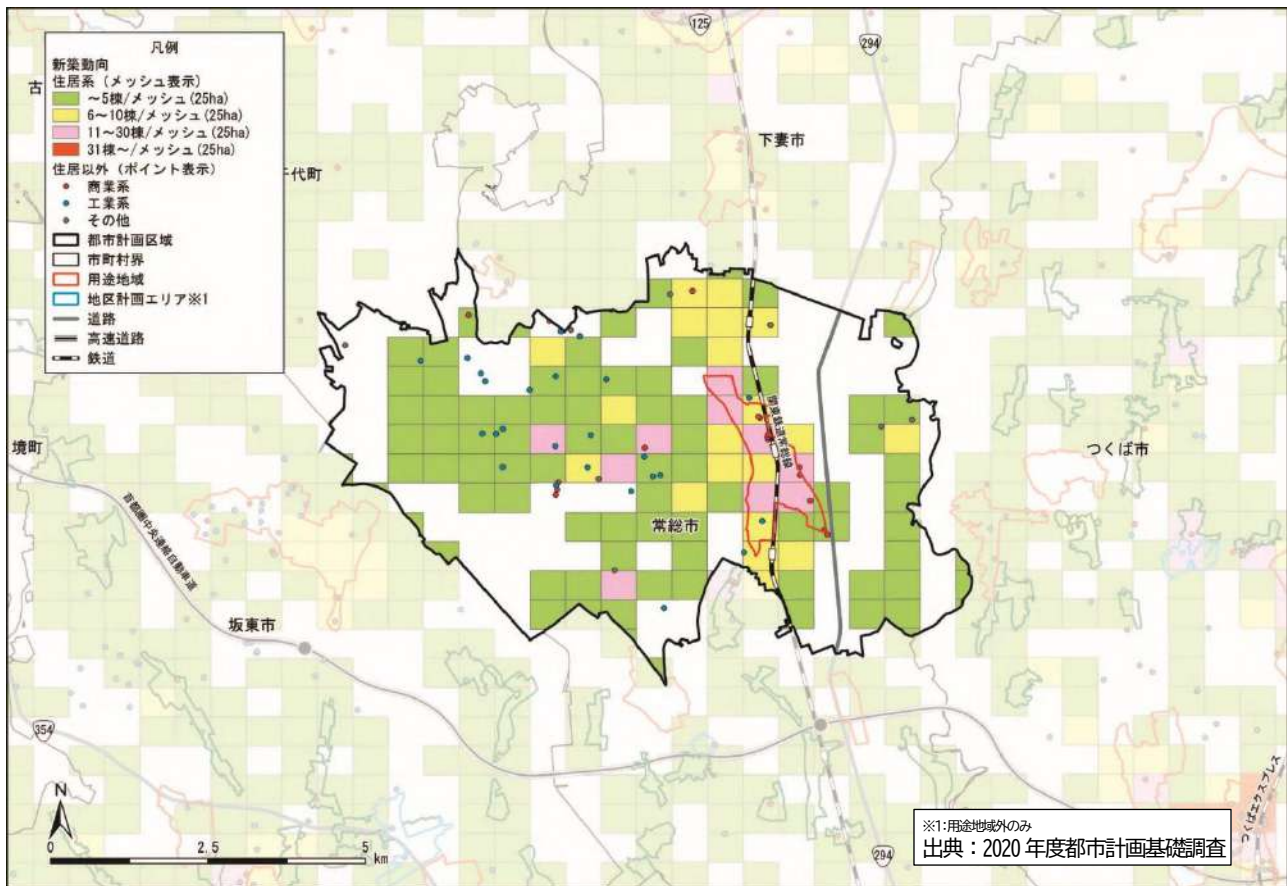 凡例
新築動向
住居系（メッシュ表示）
～5棟/メッシュ(25ha)
6～10棟/メッシュ(25ha)
11～30棟/メッシュ(25ha)
31棟～/メッシュ(25ha)
住居以外（ポイント表示）
商業系
工業系
その他
都市計画区域
市町村界
用途地域
地区計画エリア※1
道路
高速道路
鉄道
古
千代町
125
294
下妻市
境町
関東鉄道常総線
つくば市
常総市
首都圏中央連絡自動車道
坂東市
354
294
つくばエクスプレス
N
0 2.5 5
km
※1:用途地域外のみ
出典：2020 年度都市計画基礎調査